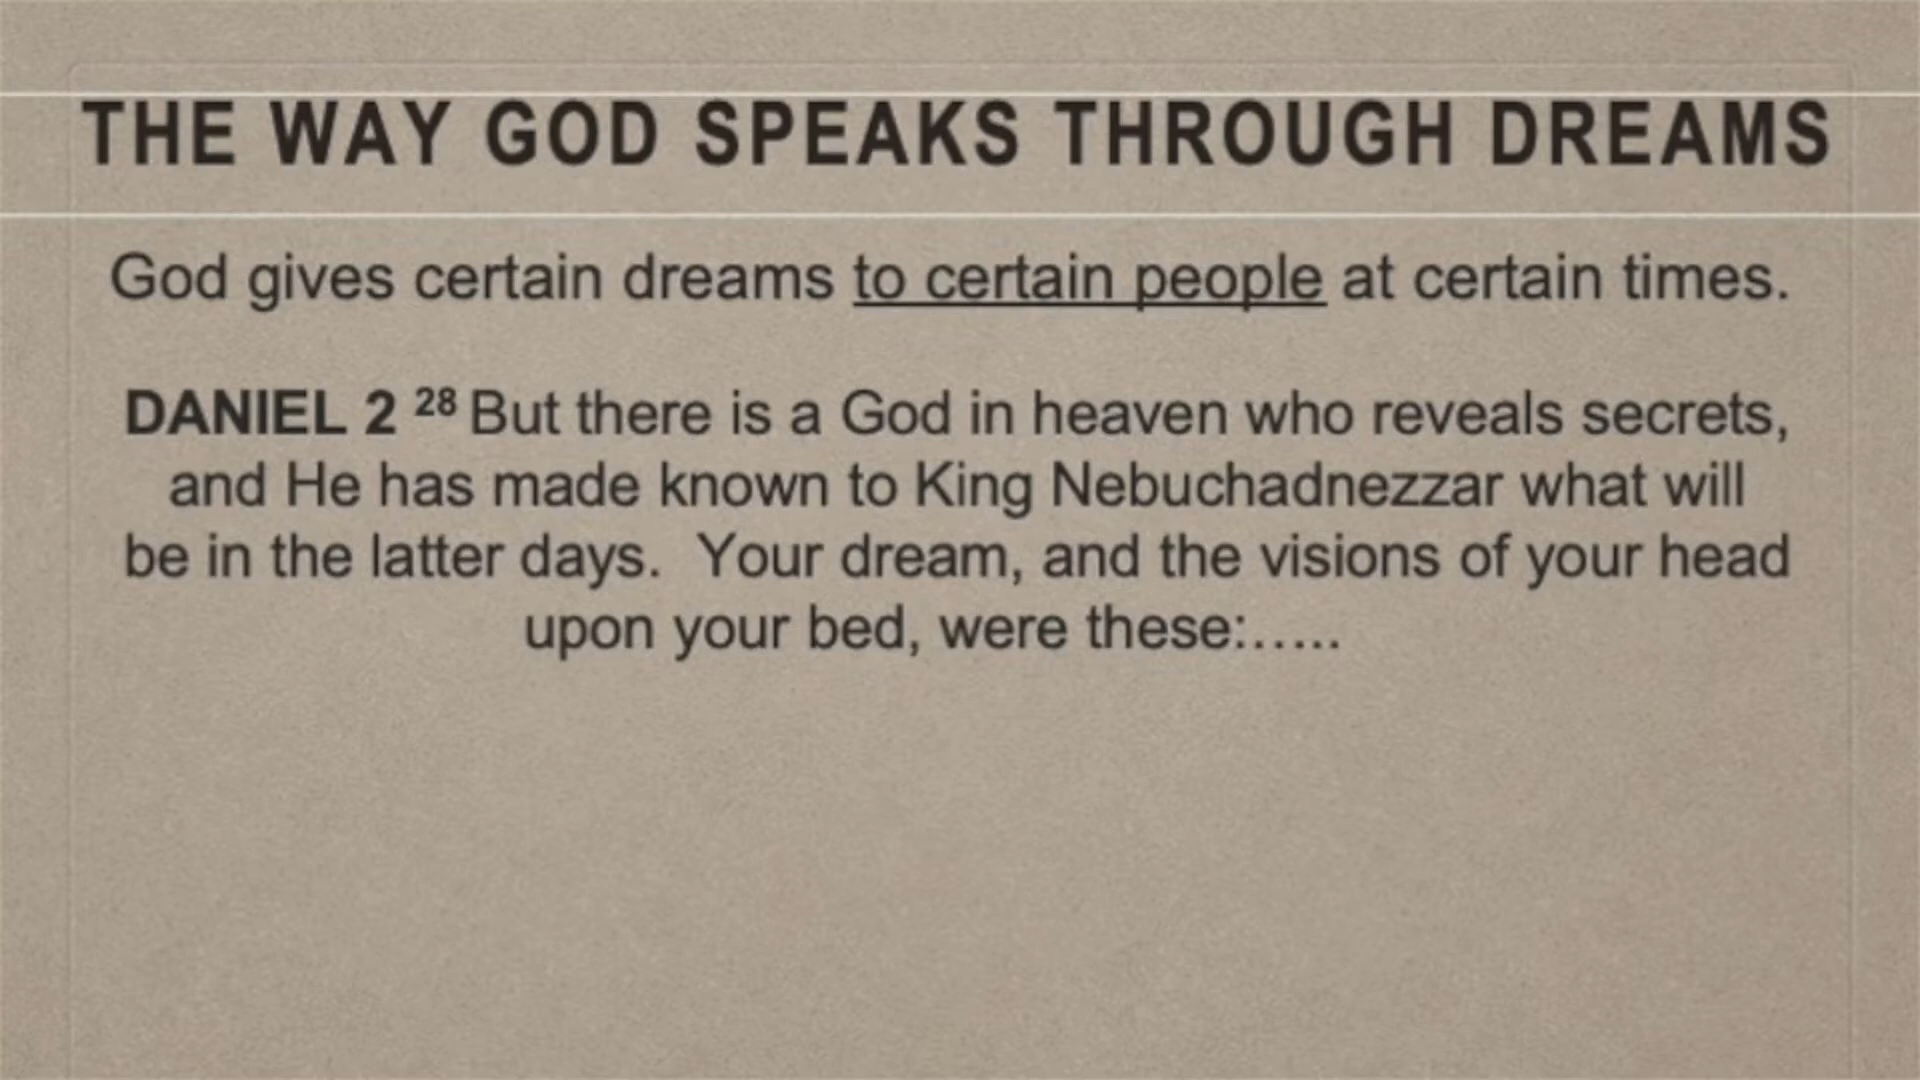 THE WAY GOD SPEAKS THROUGH DREAMS
God gives certain dreams to certain people at certain times.
DANIEL 2 28 But there is a God in heaven who reveals secrets,
and He has made known to King Nebuchadnezzar what will
be in the latter days.  Your dream, and the visions of your head
upon your bed, were these:…..